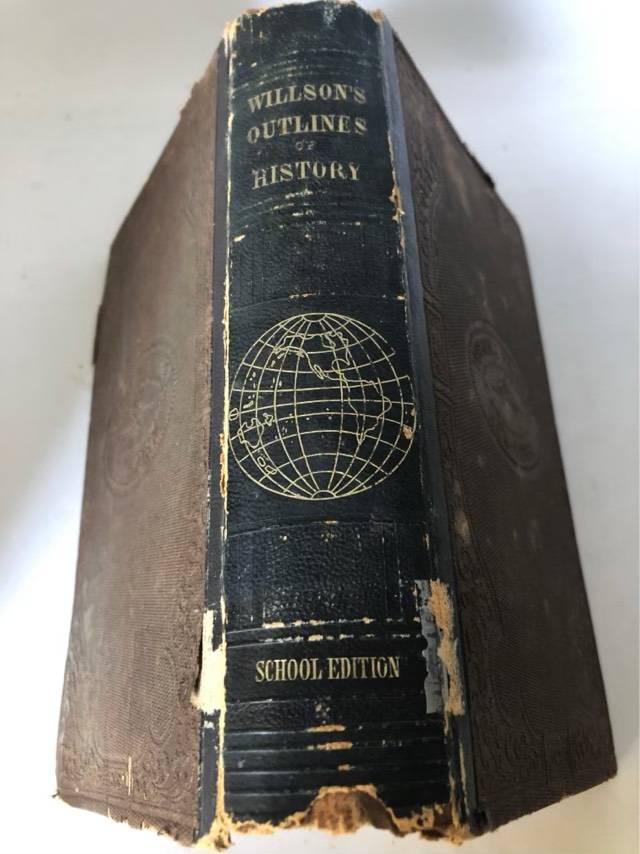 WILLSON'S
OUTLINES
OF
HISTORY
SCHOOL EDITION